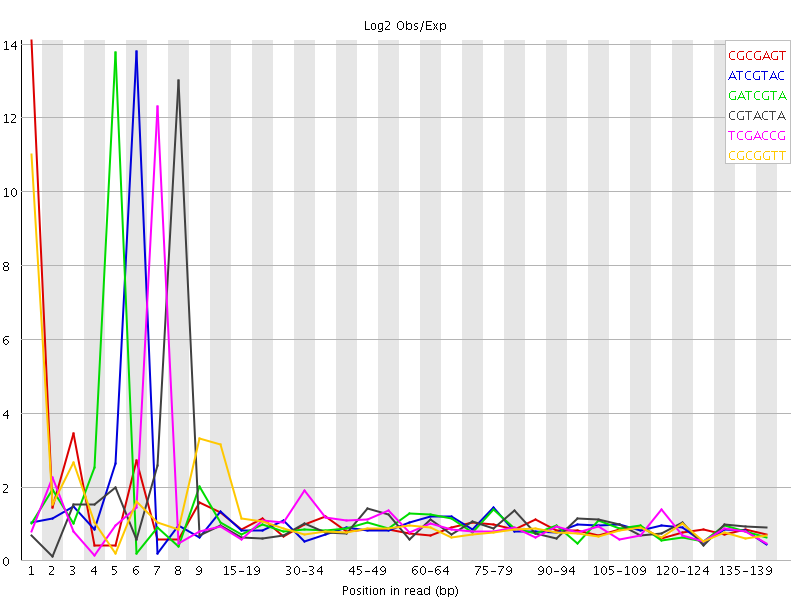 Log2 Obs/Exp
14
12
10
8
6
4
2
0
CGCGAGT
ATCGTAC
GATCGTA
CGTACTA
TCGACCG
CGCGGTT
1 2 3 4 5 6 7 8 9 15-19 30-34 45-49 60-64 75-79 90-94 105-109 120-124 135-139
Position in read (bp)